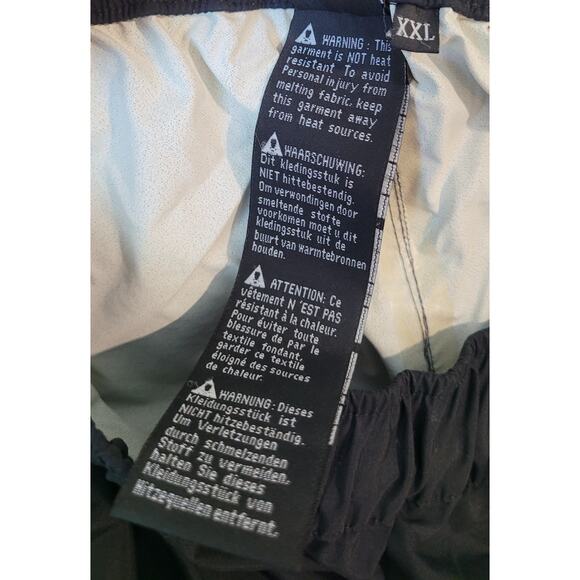 XXL
WARNING : This
garment is NOT heat
resistant To avoid
Personal injury from
melting fabric, keep
this garment away
from heat sources.
WAARSCHUWING:
Dit kledingsstuk is
NIET hittebestendig.
Om verwondingen door
smeltende stoffe
voorkomen moet u dit
kledingsstuk uit de
buurt van warmtebronnen
houden.
ATTENTION: Ce
vêtement N'EST PAS
résistant à la chaleur.
Pour éviter toute
blessure de par le
textile fondant,
garder ce textile
éloigné des sources
de chaleur.
WARNUNG: Dieses
Kleidungsstück ist
NICHT hitzebeständig.
Um Verletzungen
durch schmelzenden
Stoff zu vermeiden,
halten Sie dieses
Kleidungsstück von
Hitzequellen entfernt.